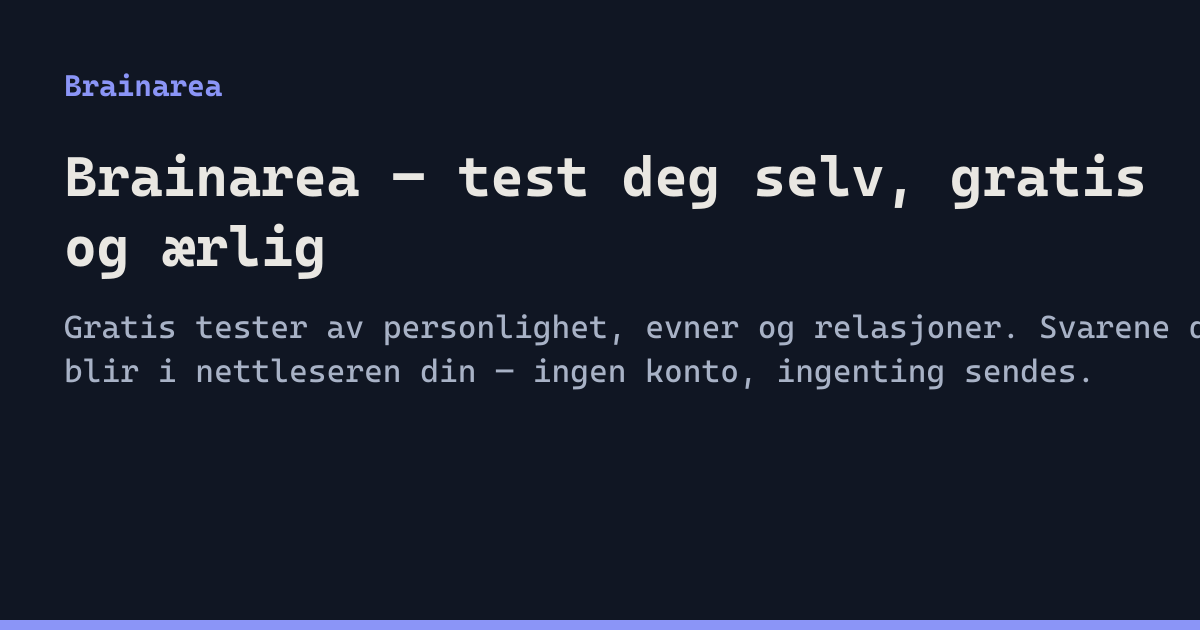 Brainarea
Brainarea — test deg selv, gratis
og ærlig
Gratis tester av personlighet, evner og relasjoner. Svarene
blir i nettleseren din — ingen konto, ingenting sendes.